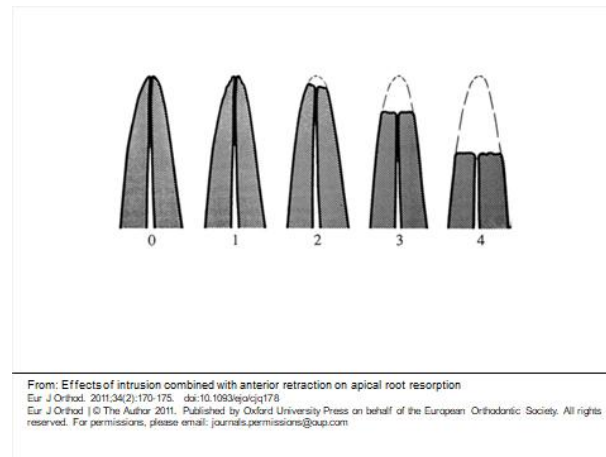 0 1 2 3 4
From: Effects of intrusion combined with anterior retraction on apical root resorption
Eur J Orthod. 2011;34(2):170-175. doi:10.1093/ejo/cjq178
Eur J Orthod | © The Author 2011. Published by Oxford University Press on behalf of the European Orthodontic Society. All rights
reserved. For permissions, please email: journals.permissions@oup.com